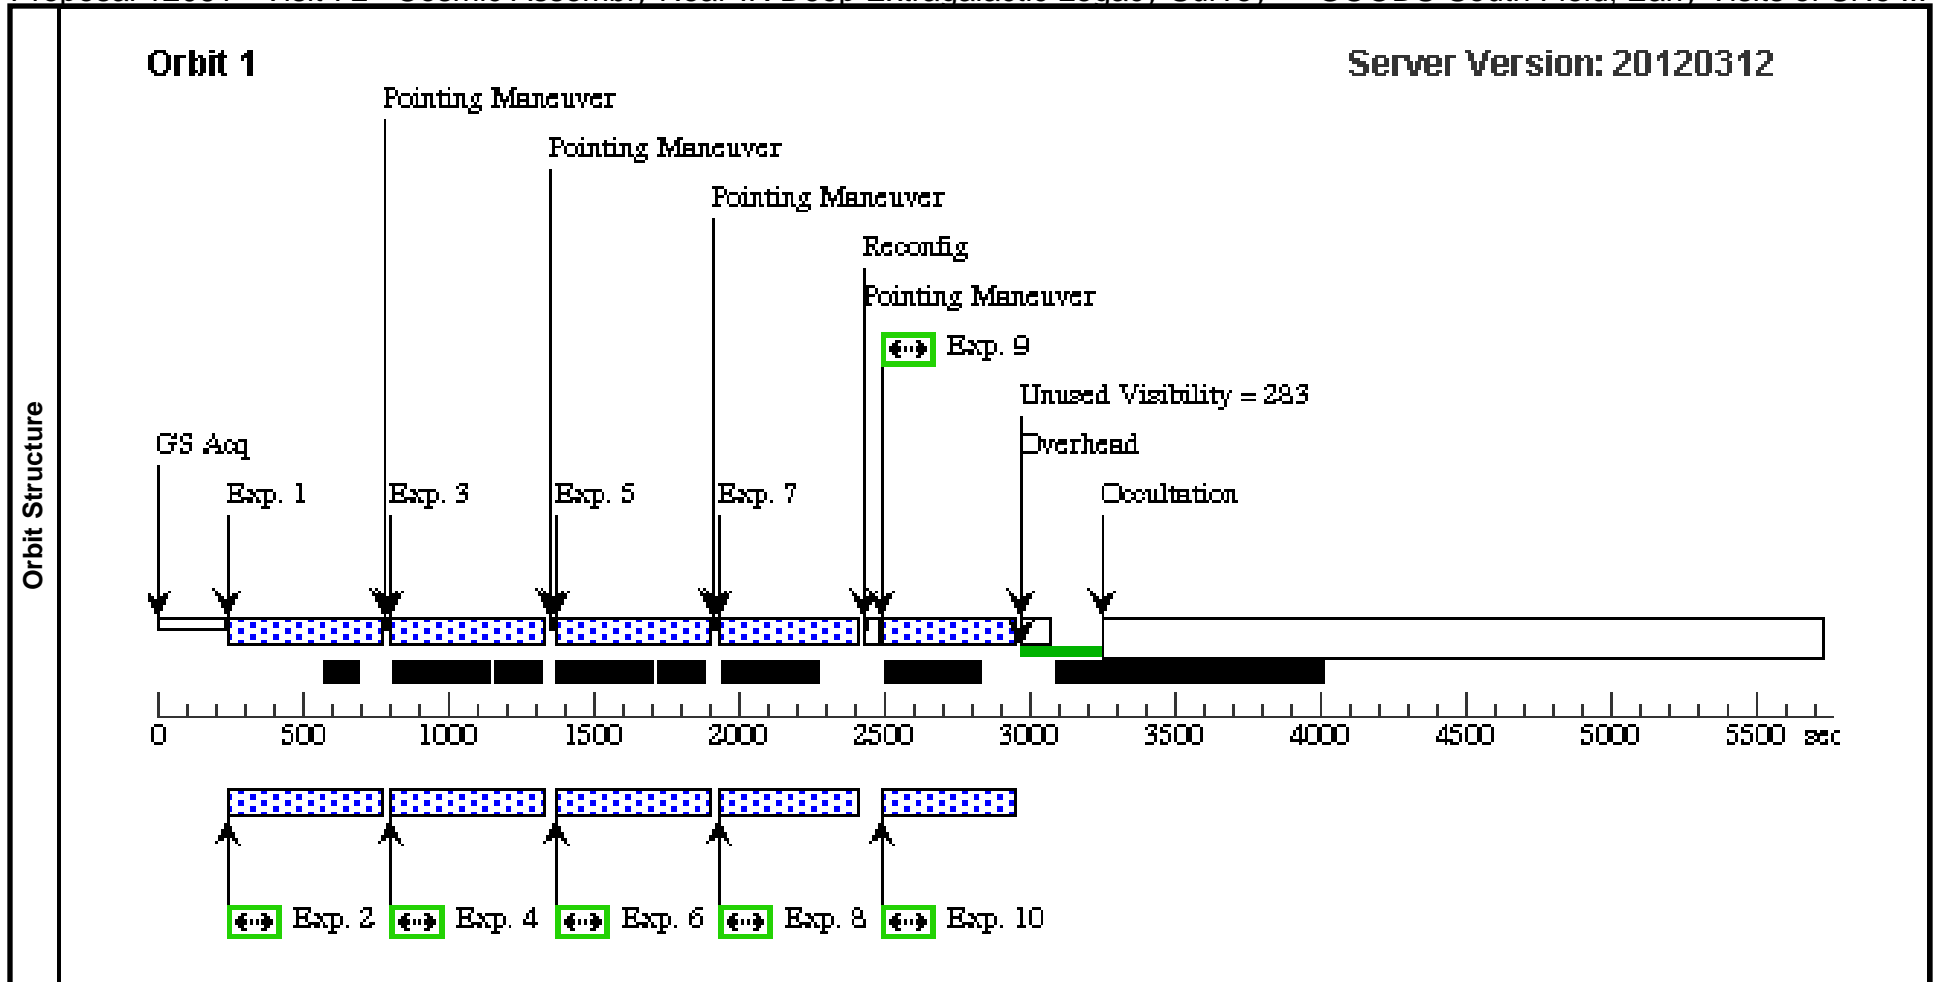 Orbit 1
Server Version: 20120312
Pointing Maneuver
Pointing Maneuver
Pointing Maneuver
Reconfig
Pointing Maneuver
Exp. 9
Unused Visibility = 283
GS Acq
Overhead
Exp. 1
Exp. 3
Exp. 5
Exp. 7
Occultation
Orbit Structure
0 500 1000 1500 2000 2500 3000 3500 4000 4500 5000 5500 sec
Exp. 2
Exp. 4
Exp. 6
Exp. 8
Exp. 10